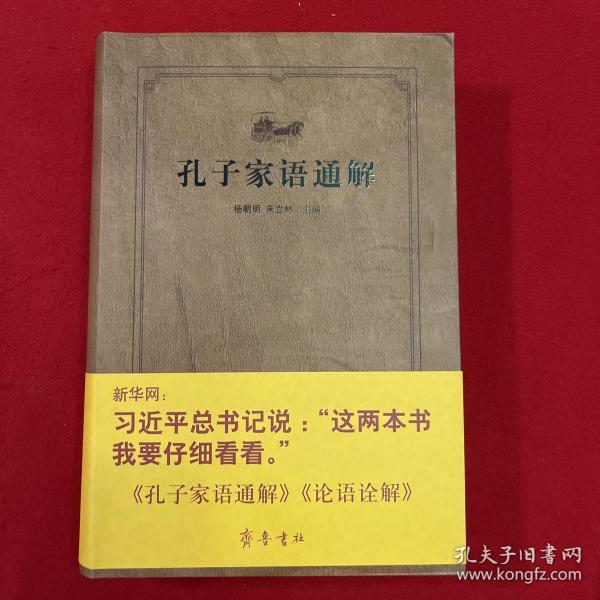 孔子家语通解
杨朝明 宋立林 主编
新华网：
习近平总书记说：“这两本书
我要仔细看看。”
《孔子家语通解》《论语诠解》
齊鲁書社
孔夫子旧书网
www.kongfz.com